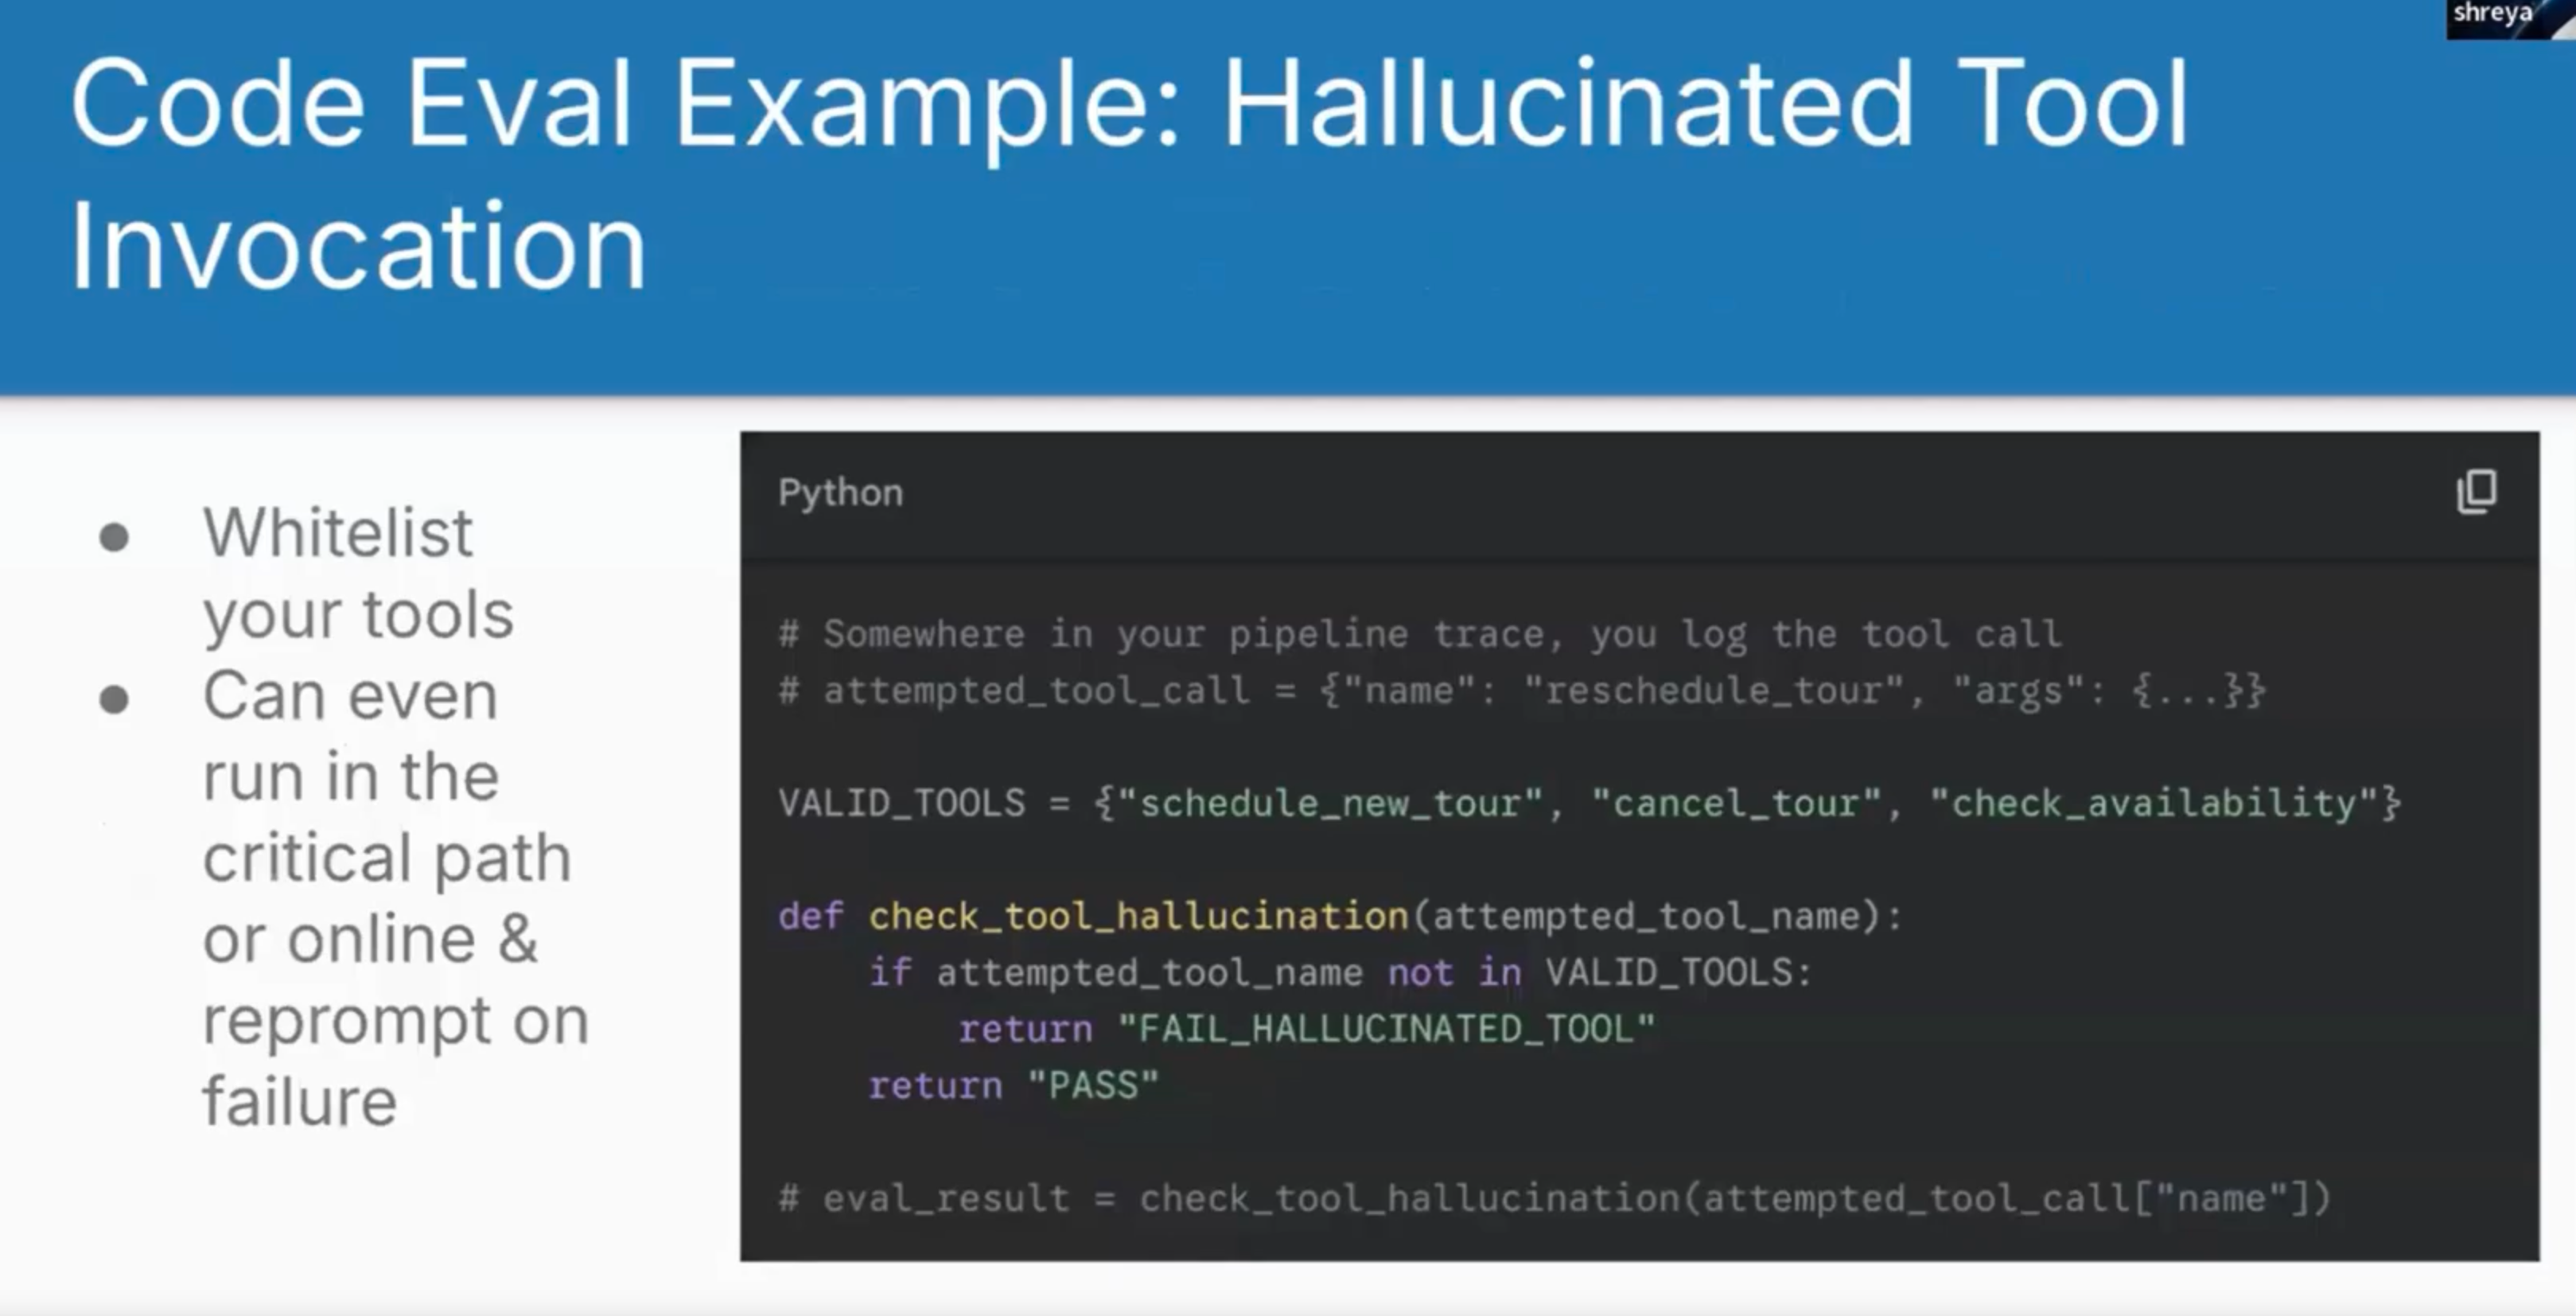 shreya
Code Eval Example: Hallucinated Tool
Invocation
● Whitelist
your tools
● Can even
run in the
critical path
or online &
reprompt on
failure
Python
# Somewhere in your pipeline trace, you log the tool call
# attempted_tool_call = {"name": "reschedule_tour", "args": {...}}
VALID_TOOLS = {"schedule_new_tour", "cancel_tour", "check_availability"}
def check_tool_hallucination(attempted_tool_name):
    if attempted_tool_name not in VALID_TOOLS:
        return "FAIL_HALLUCINATED_TOOL"
    return "PASS"
# eval_result = check_tool_hallucination(attempted_tool_call["name"])